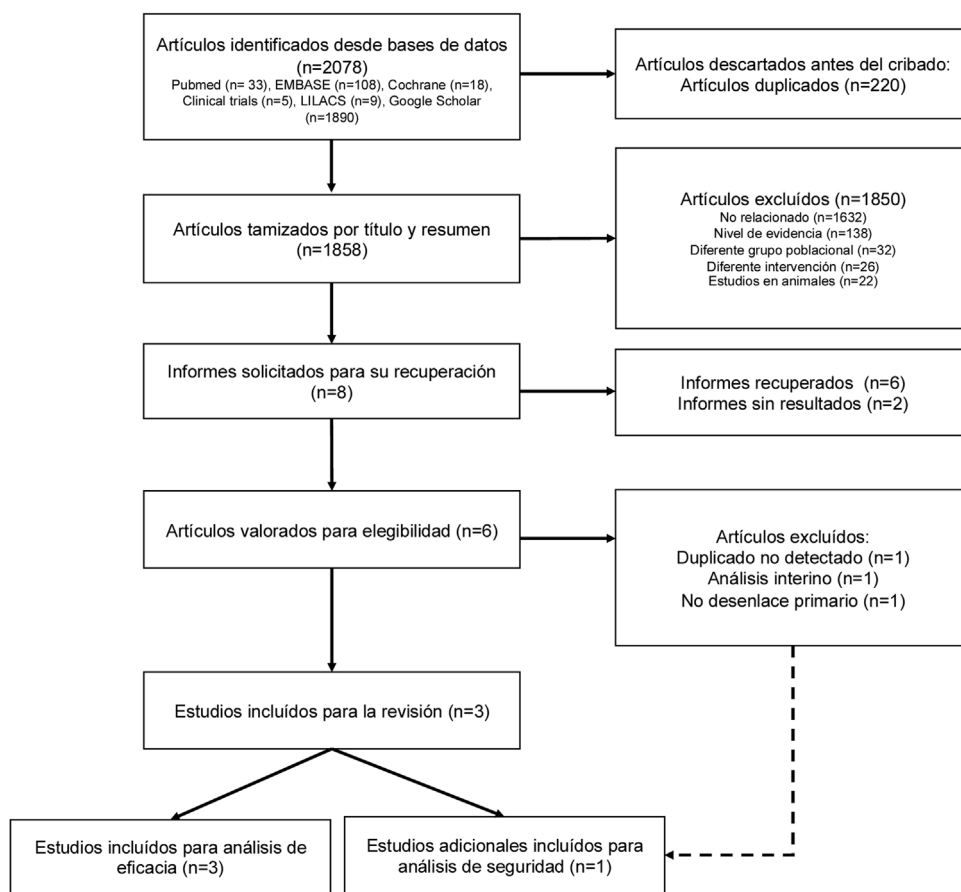 Artículos identificados desde bases de datos
(n=2078)
Pubmed (n= 33), EMBASE (n=108), Cochrane (n=18),
Clinical trials (n=5), LILACS (n=9), Google Scholar
(n=1890)
Artículos descartados antes del cribado:
Artículos duplicados (n=220)
Artículos tamizados por título y resumen
(n=1858)
Artículos excluídos (n=1850)
No relacionado (n=1632)
Nivel de evidencia (n=138)
Diferente grupo poblacional (n=32)
Diferente intervención (n=26)
Estudios en animales (n=22)
Informes solicitados para su recuperación
(n=8)
Informes recuperados (n=6)
Informes sin resultados (n=2)
Artículos valorados para elegibilidad (n=6)
Artículos excluídos:
Duplicado no detectado (n=1)
Análisis interino (n=1)
No desenlace primario (n=1)
Estudios incluídos para la revisión (n=3)
Estudios incluídos para análisis de
eficacia (n=3)
Estudios adicionales incluídos para
análisis de seguridad (n=1)